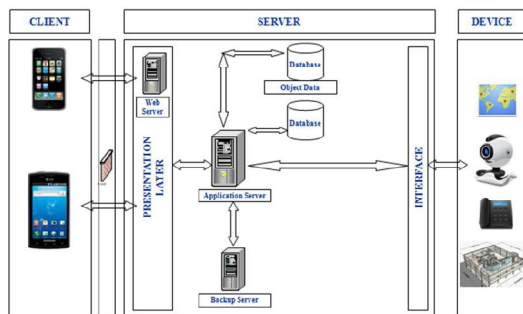 CLIENT
SERVER
DEVICE
Web
Server
Database
Object Data
Database
PRESENTATION
LAYER
Application Server
INTERFACE
Backup Server